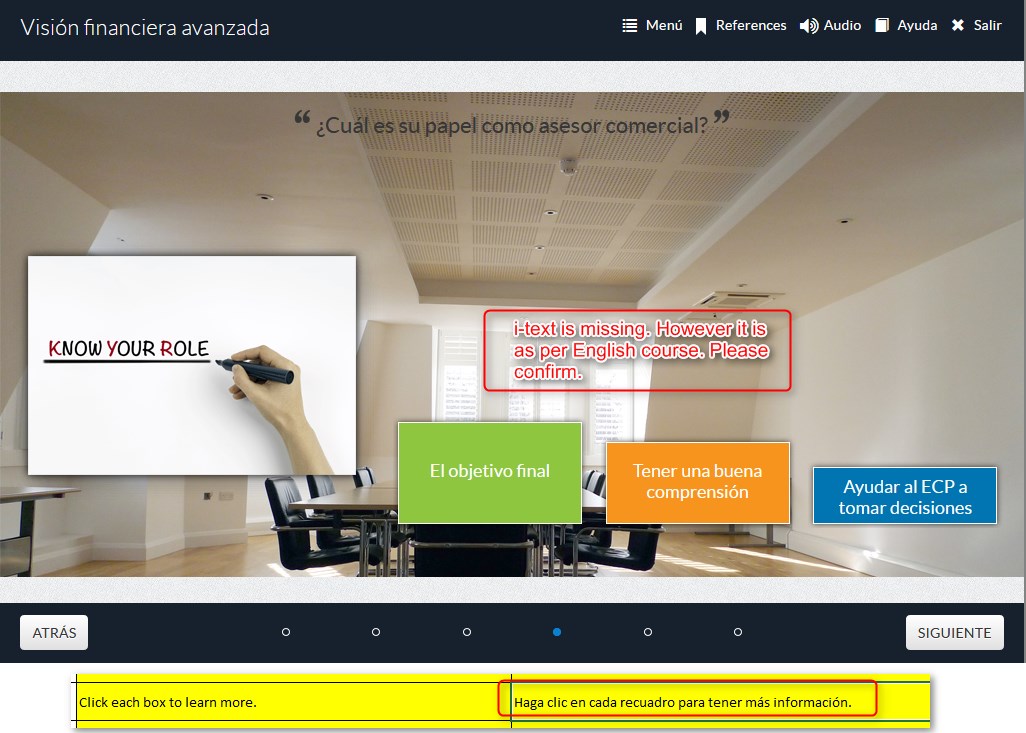 Visión financiera avanzada
Menú References Audio Ayuda Salir
“ ¿Cuál es su papel como asesor comercial? ”
KNOW YOUR ROLE
i-text is missing. However it is
as per English course. Please
confirm.
El objetivo final
Tener una buena
comprensión
Ayudar al ECP a
tomar decisiones
ATRÁS
SIGUIENTE
Click each box to learn more.
Haga clic en cada recuadro para tener más información.